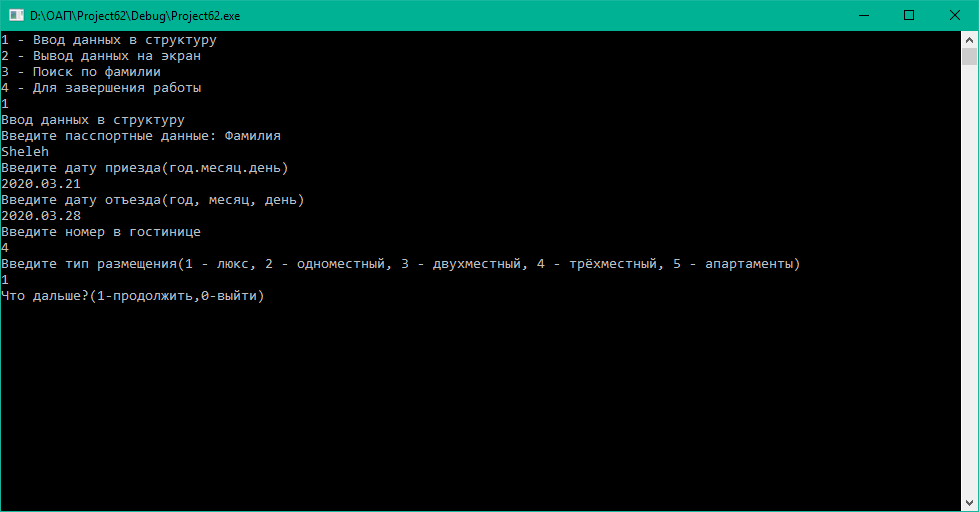 D:\ОАП\Project62\Debug\Project62.exe
1 - Ввод данных в структуру
2 - Вывод данных на экран
3 - Поиск по фамилии
4 - Для завершения работы
1
Ввод данных в структуру
Введите пасспортные данные: Фамилия
Sheleh
Введите дату приезда(год.месяц.день)
2020.03.21
Введите дату отъезда(год, месяц, день)
2020.03.28
Введите номер в гостинице
4
Введите тип размещения(1 - люкс, 2 - одноместный, 3 - двухместный, 4 - трёхместный, 5 - апартаменты)
1
Что дальше?(1-продолжить,0-выйти)